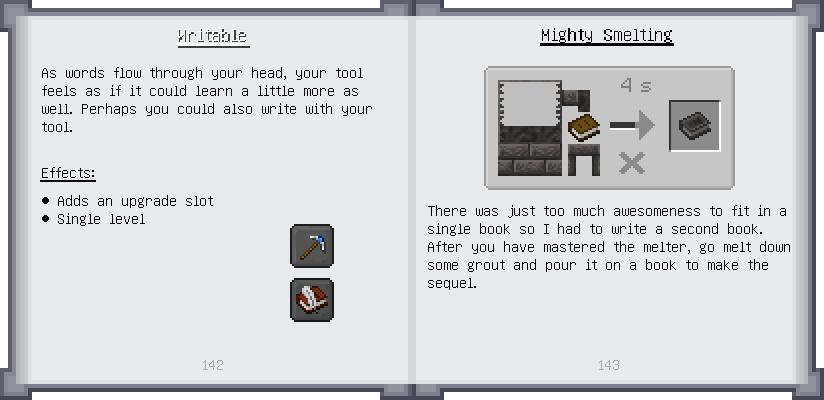 Writable
As words flow through your head, your tool
feels as if it could learn a little more as
well. Perhaps you could also write with your
tool.
Effects:
● Adds an upgrade slot
● Single level
142
Mighty Smelting
4 s
There was just too much awesomeness to fit in a
single book so I had to write a second book.
After you have mastered the melter, go melt down
some grout and pour it on a book to make the
sequel.
143